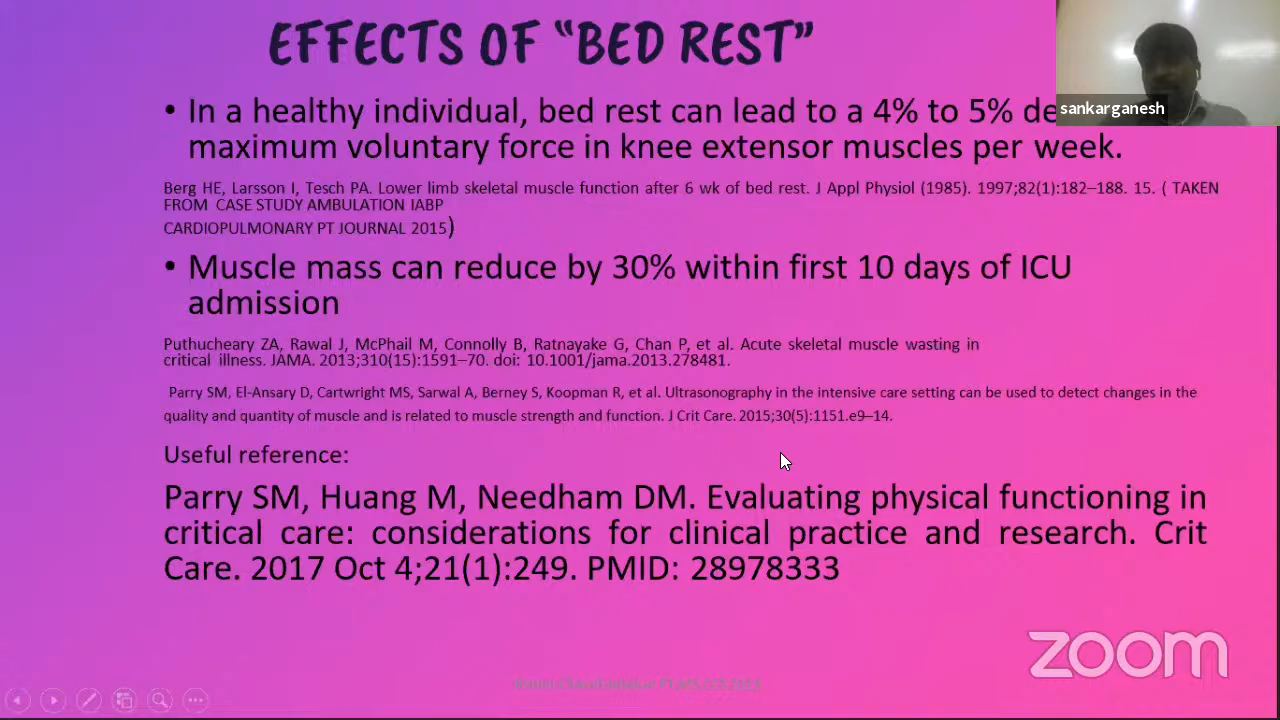 EFFECTS OF “BED REST”
• In a healthy individual, bed rest can lead to a 4% to 5% de
sankarganesh
maximum voluntary force in knee extensor muscles per week.
Berg HE, Larsson I, Tesch PA. Lower limb skeletal muscle function after 6 wk of bed rest. J Appl Physiol (1985). 1997;82(1):182–188. 15. ( TAKEN
FROM CASE STUDY AMBULATION IABP
CARDIOPULMONARY PT JOURNAL 2015)
• Muscle mass can reduce by 30% within first 10 days of ICU
admission
Puthucheary ZA, Rawal J, McPhail M, Connolly B, Ratnayake G, Chan P, et al. Acute skeletal muscle wasting in
critical illness. JAMA. 2013;310(15):1591–70. doi: 10.1001/jama.2013.278481.
Parry SM, El-Ansary D, Cartwright MS, Sarwal A, Berney S, Koopman R, et al. Ultrasonography in the intensive care setting can be used to detect changes in the
quality and quantity of muscle and is related to muscle strength and function. J Crit Care. 2015;30(5):1151.e9–14.
Useful reference:
Parry SM, Huang M, Needham DM. Evaluating physical functioning in
critical care: considerations for clinical practice and research. Crit
Care. 2017 Oct 4;21(1):249. PMID: 28978333
zoom